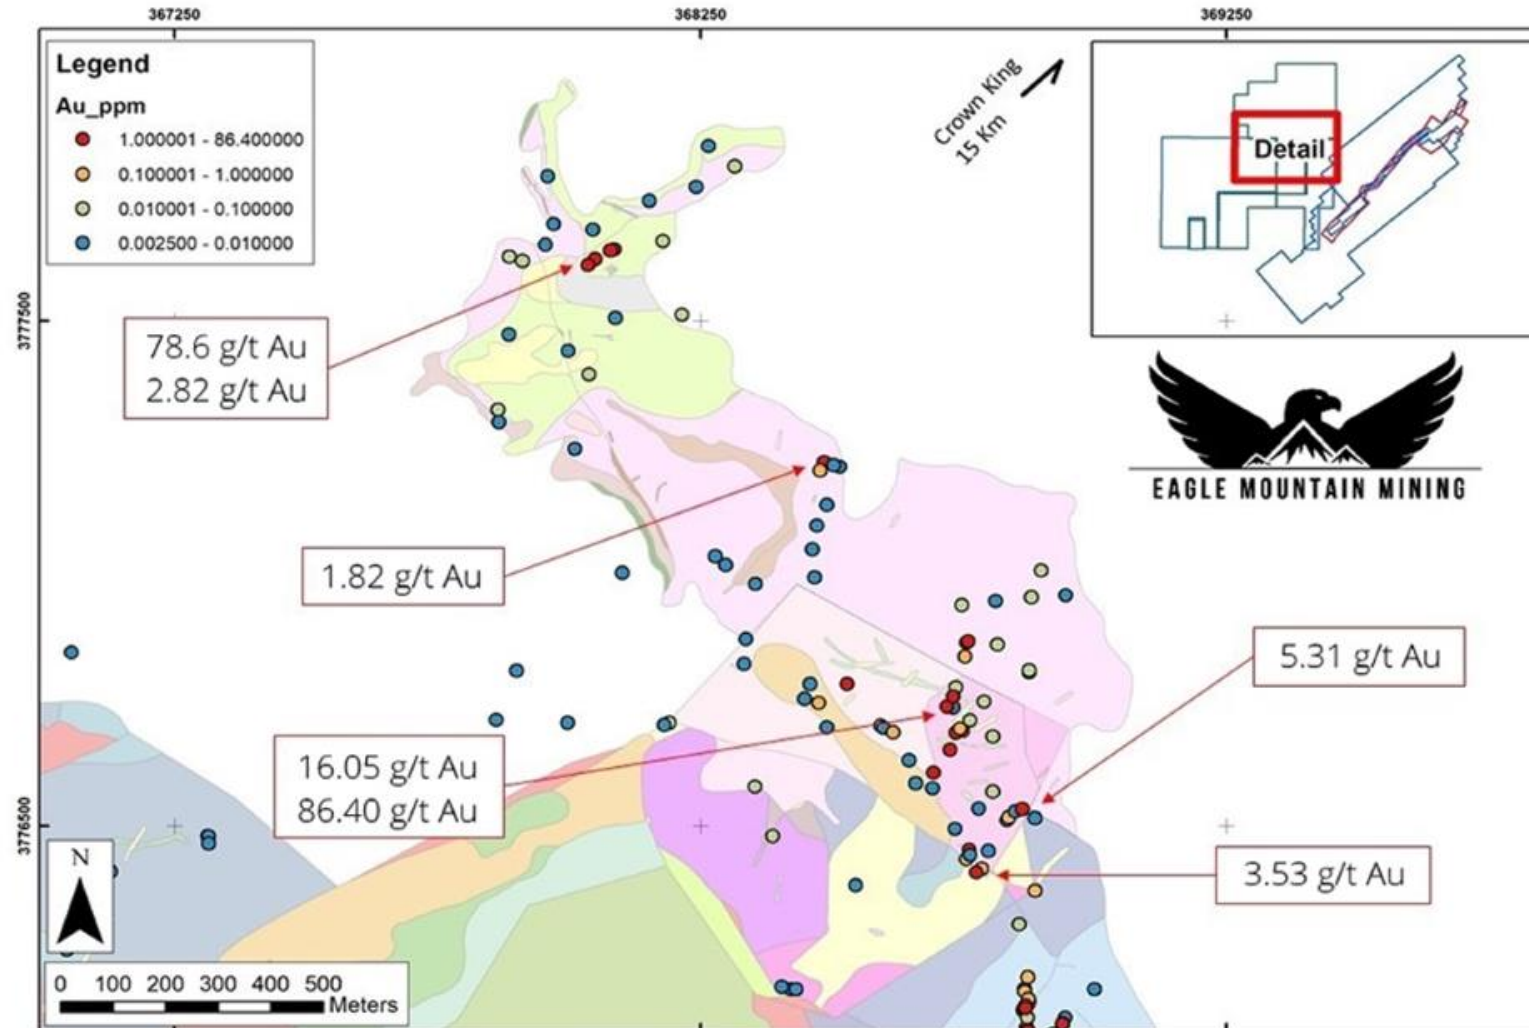 367250
368250
369250
Legend
Au_ppm
1.000001 - 86.400000
0.100001 - 1.000000
0.010001 - 0.100000
0.002500 - 0.010000
Crown King
15 Km
Detail
3777500
78.6 g/t Au
2.82 g/t Au
EAGLE MOUNTAIN MINING
1.82 g/t Au
5.31 g/t Au
16.05 g/t Au
86.40 g/t Au
3776500
N
3.53 g/t Au
0 100 200 300 400 500
Meters